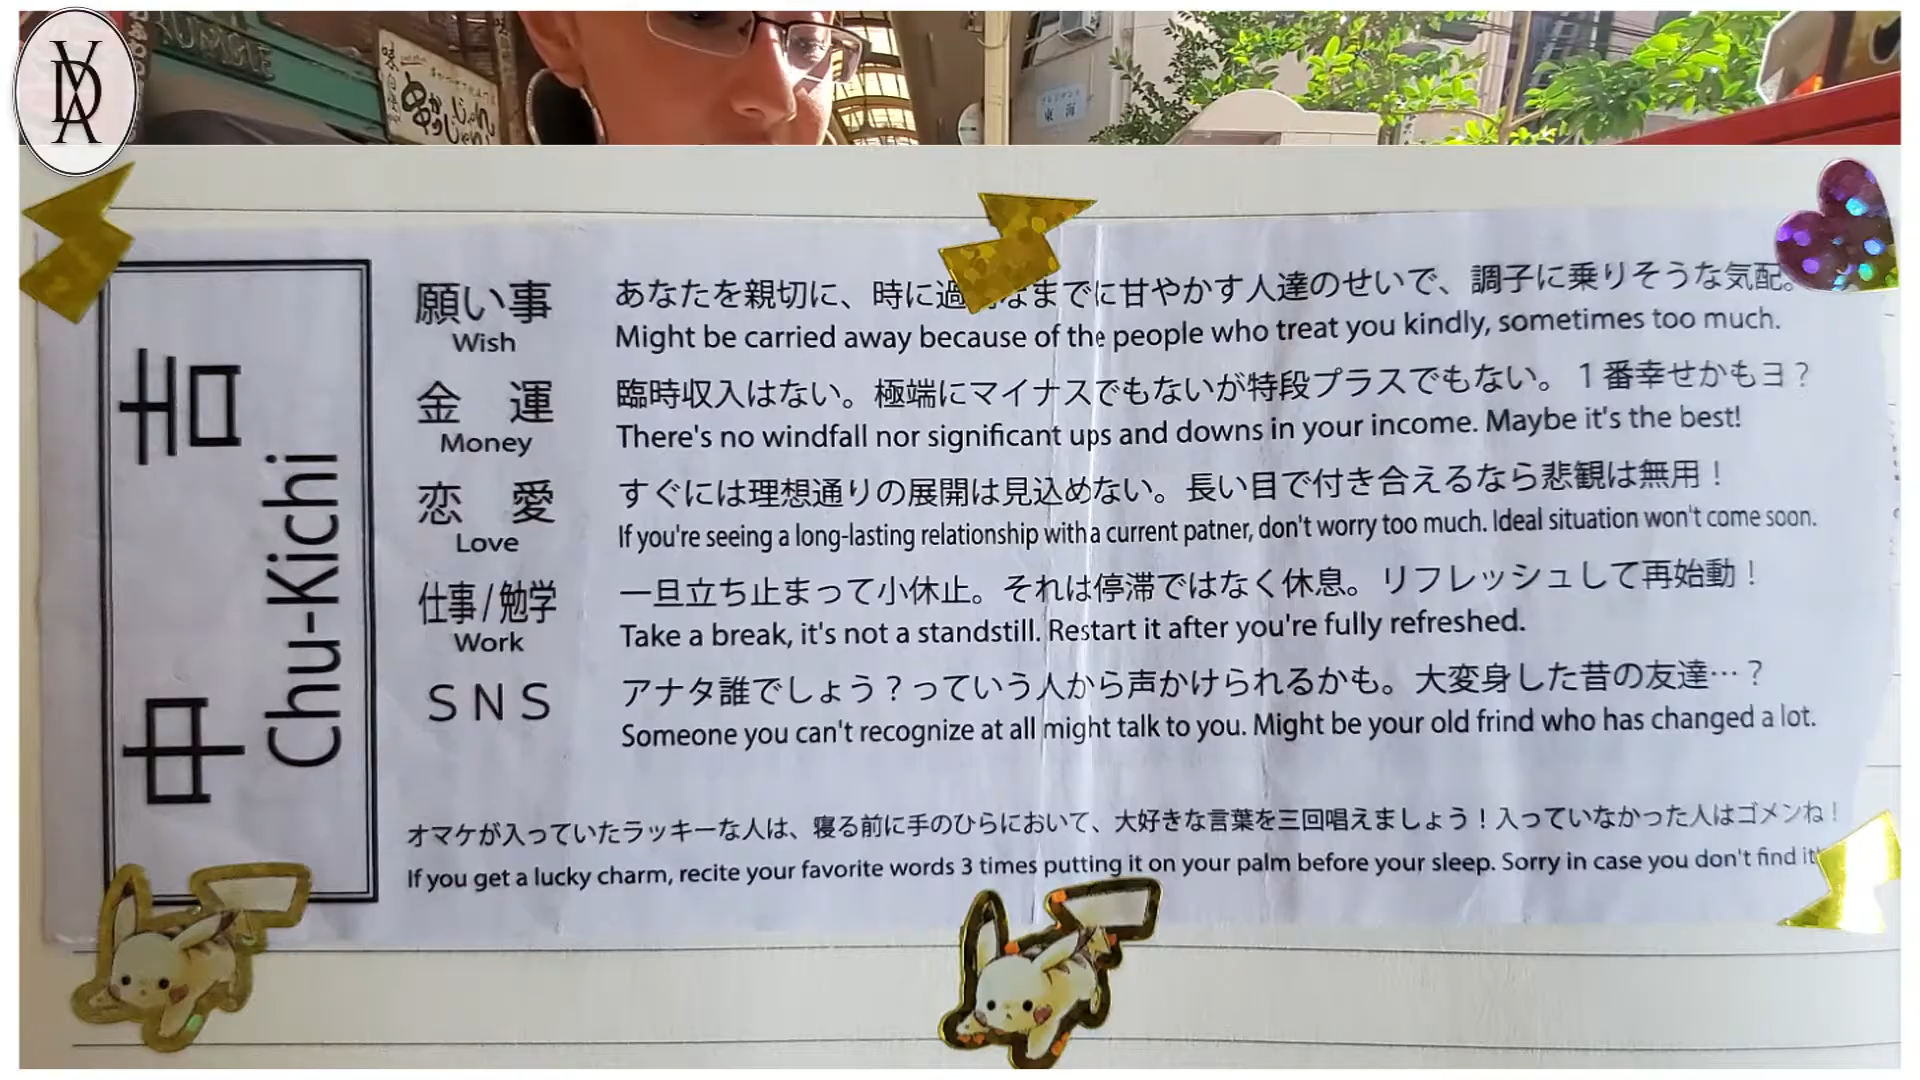 VDA
味自慢
串かつじゃんじゃん
東海
中吉
Chu-Kichi
願い事
Wish
あなたを親切に、時に過 なまでに甘やかす人達のせいで、調子に乗りそうな気配。
Might be carried away because of the people who treat you kindly, sometimes too much.
金 運
Money
臨時収入はない。極端にマイナスでもないが特段プラスでもない。1番幸せかもヨ?
There's no windfall nor significant ups and downs in your income. Maybe it's the best!
恋 愛
Love
すぐには理想通りの展開は見込めない。長い目で付き合えるなら悲観は無用!
If you're seeing a long-lasting relationship with a current patner, don't worry too much. Ideal situation won't come soon.
仕事/勉学
Work
一旦立ち止まって小休止。それは停滞ではなく休息。リフレッシュして再始動!
Take a break, it's not a standstill. Restart it after you're fully refreshed.
SNS
アナタ誰でしょう?っていう人から声かけられるかも。大変身した昔の友達…?
Someone you can't recognize at all might talk to you. Might be your old frind who has changed a lot.
オマケが入っていたラッキーな人は、寝る前に手のひらにおいて、大好きな言葉を三回唱えましょう!入っていなかった人はゴメンね!
If you get a lucky charm, recite your favorite words 3 times putting it on your palm before your sleep. Sorry in case you don't find it!